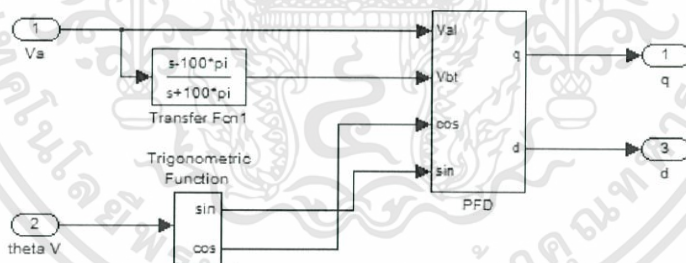 1
Va
s-100*pi
s+100*pi
Transfer Fcn1
Trigonometric
Function
sin
cos
2
theta V
Val
Vbt
cos
sin
q
d
PFD
1
q
3
d